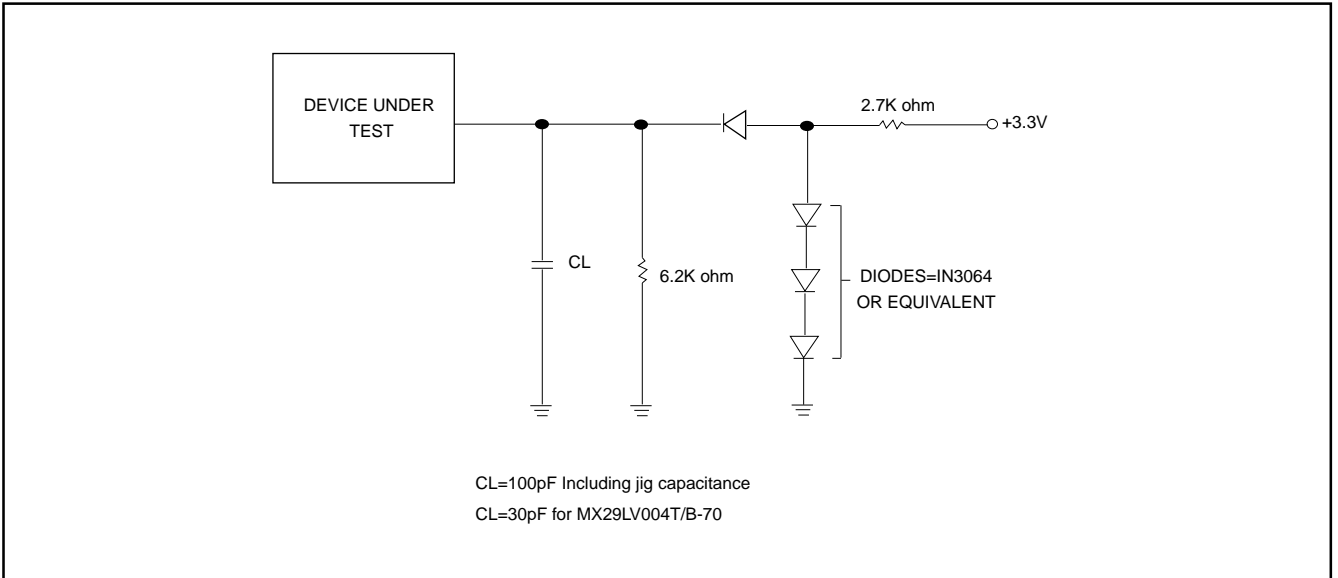 DEVICE UNDER
TEST
2.7K ohm
+3.3V
CL
6.2K ohm
DIODES=IN3064
OR EQUIVALENT
CL=100pF Including jig capacitance
CL=30pF for MX29LV004T/B-70